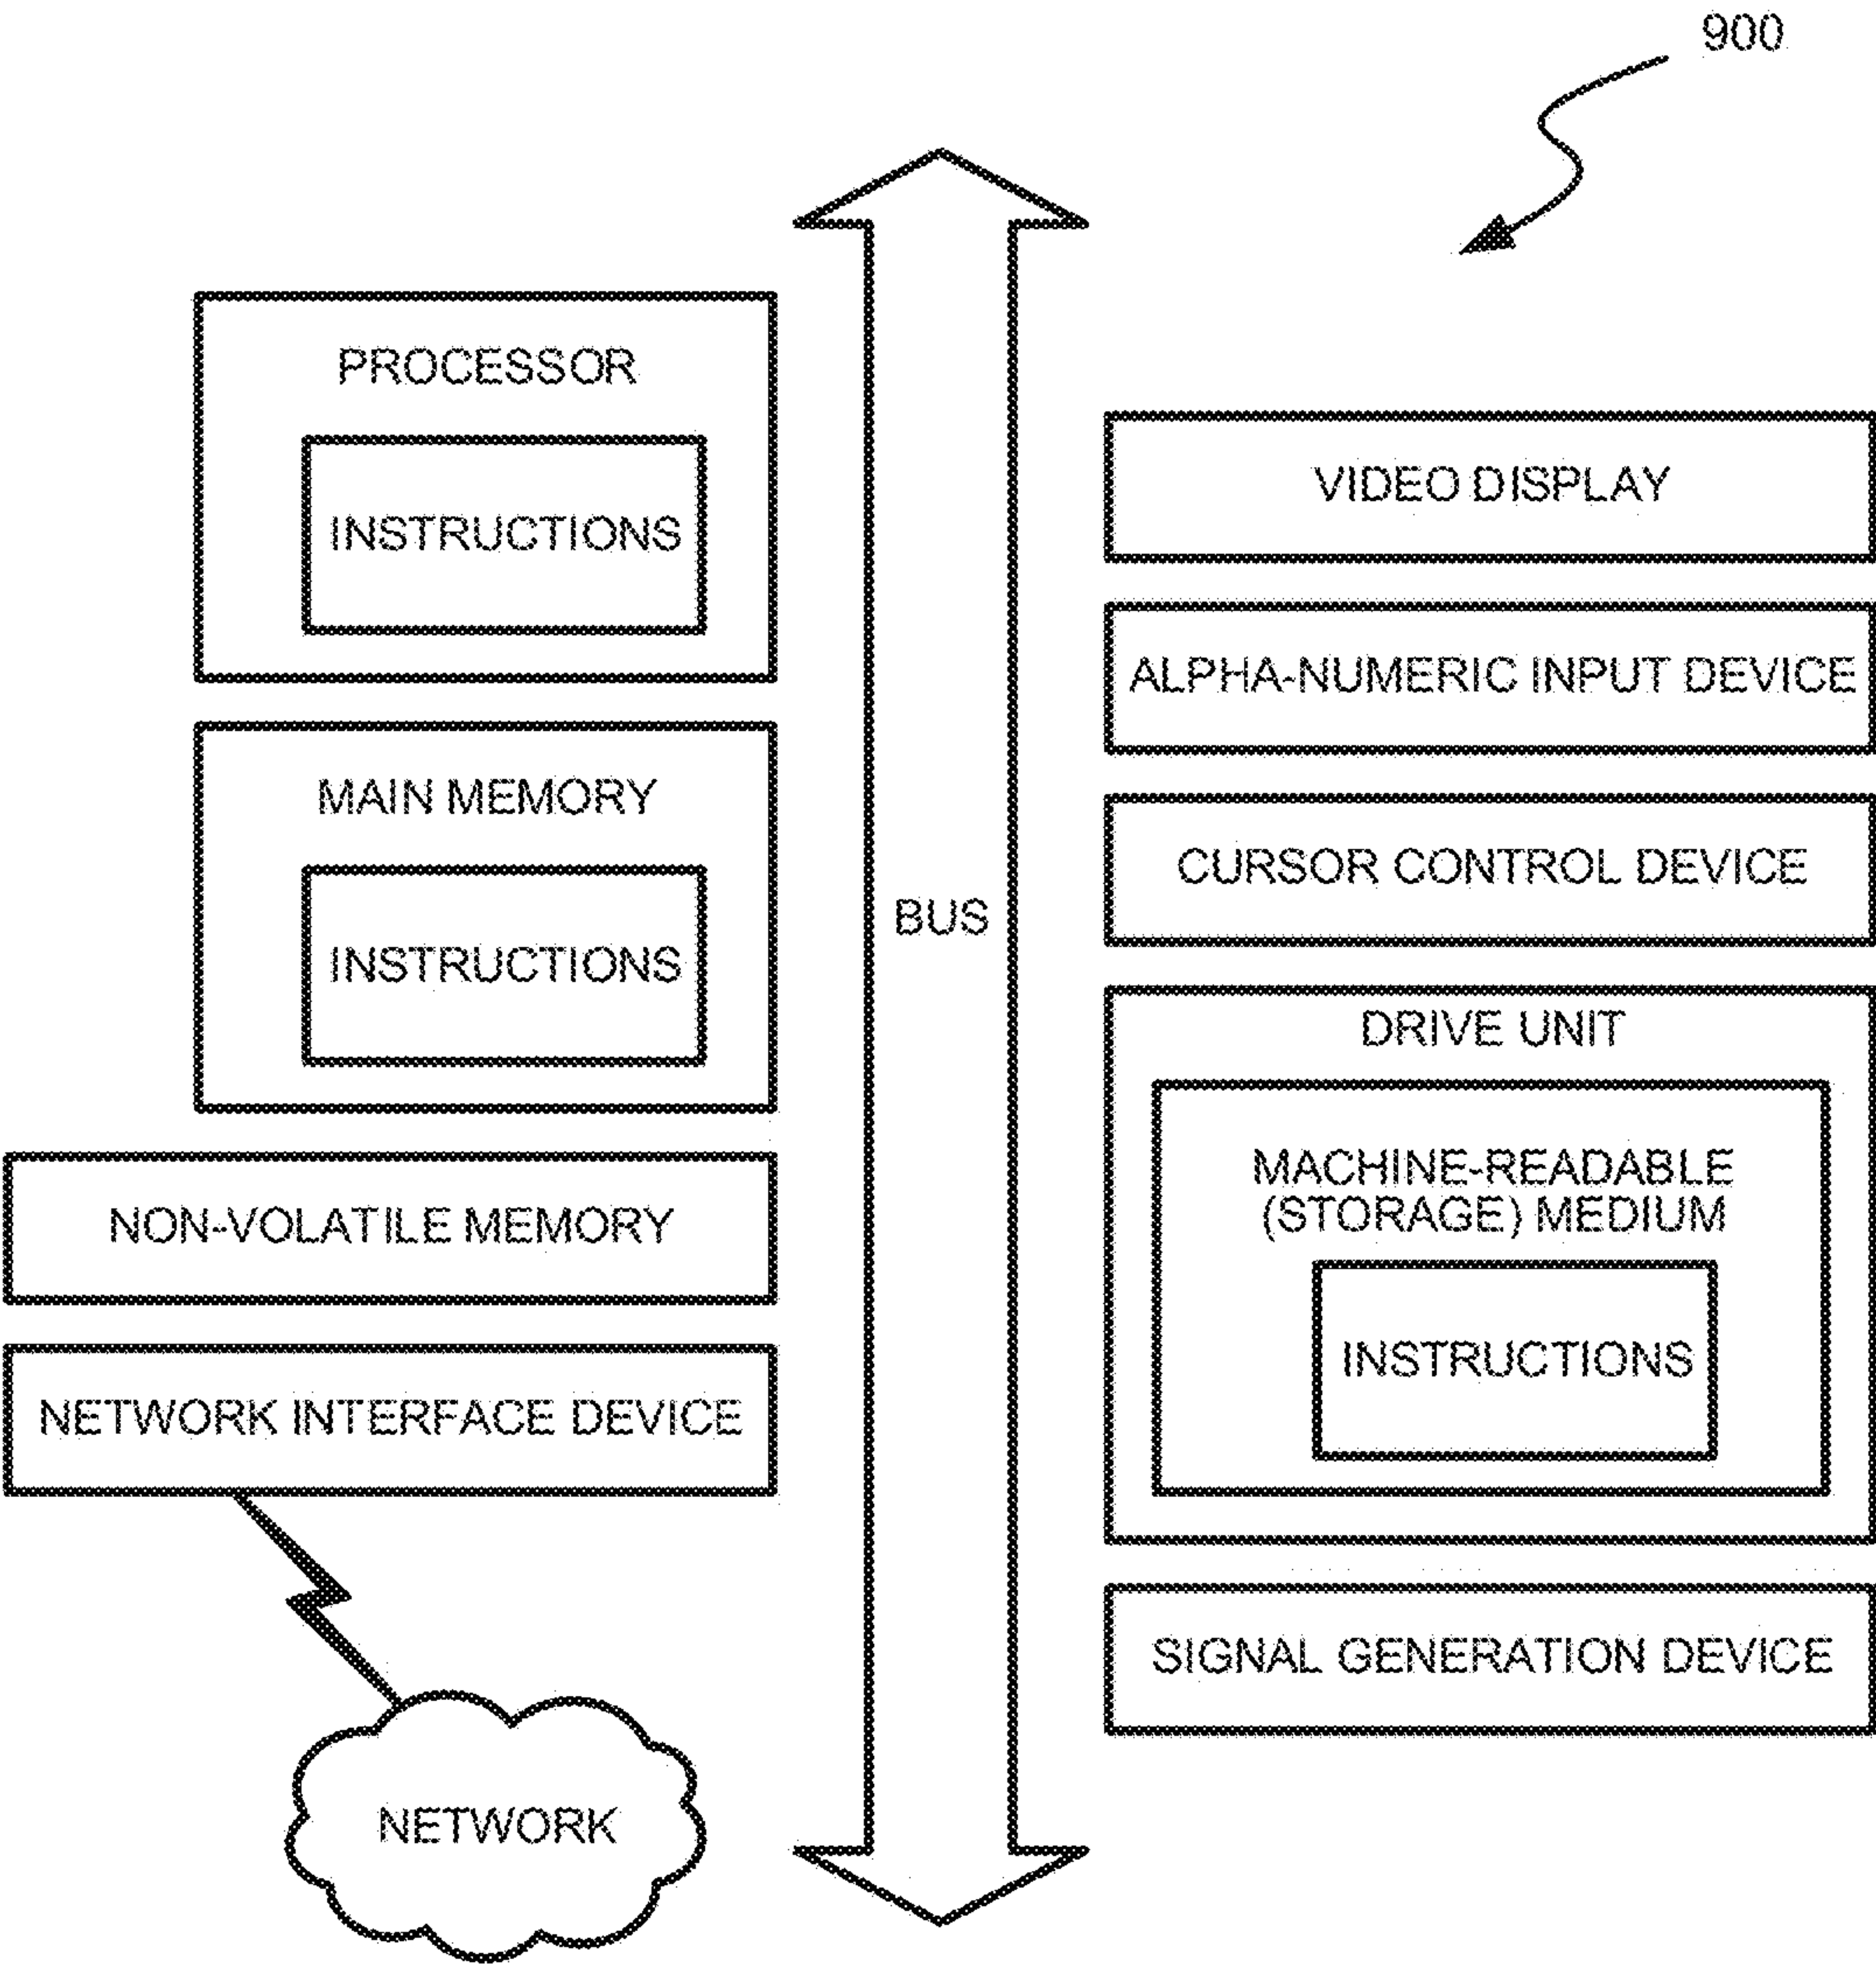 900
PROCESSOR
INSTRUCTIONS
MAIN MEMORY
INSTRUCTIONS
NON-VOLATILE MEMORY
NETWORK INTERFACE DEVICE
NETWORK
BUS
VIDEO DISPLAY
ALPHA-NUMERIC INPUT DEVICE
CURSOR CONTROL DEVICE
DRIVE UNIT
MACHINE-READABLE
(STORAGE) MEDIUM
INSTRUCTIONS
SIGNAL GENERATION DEVICE